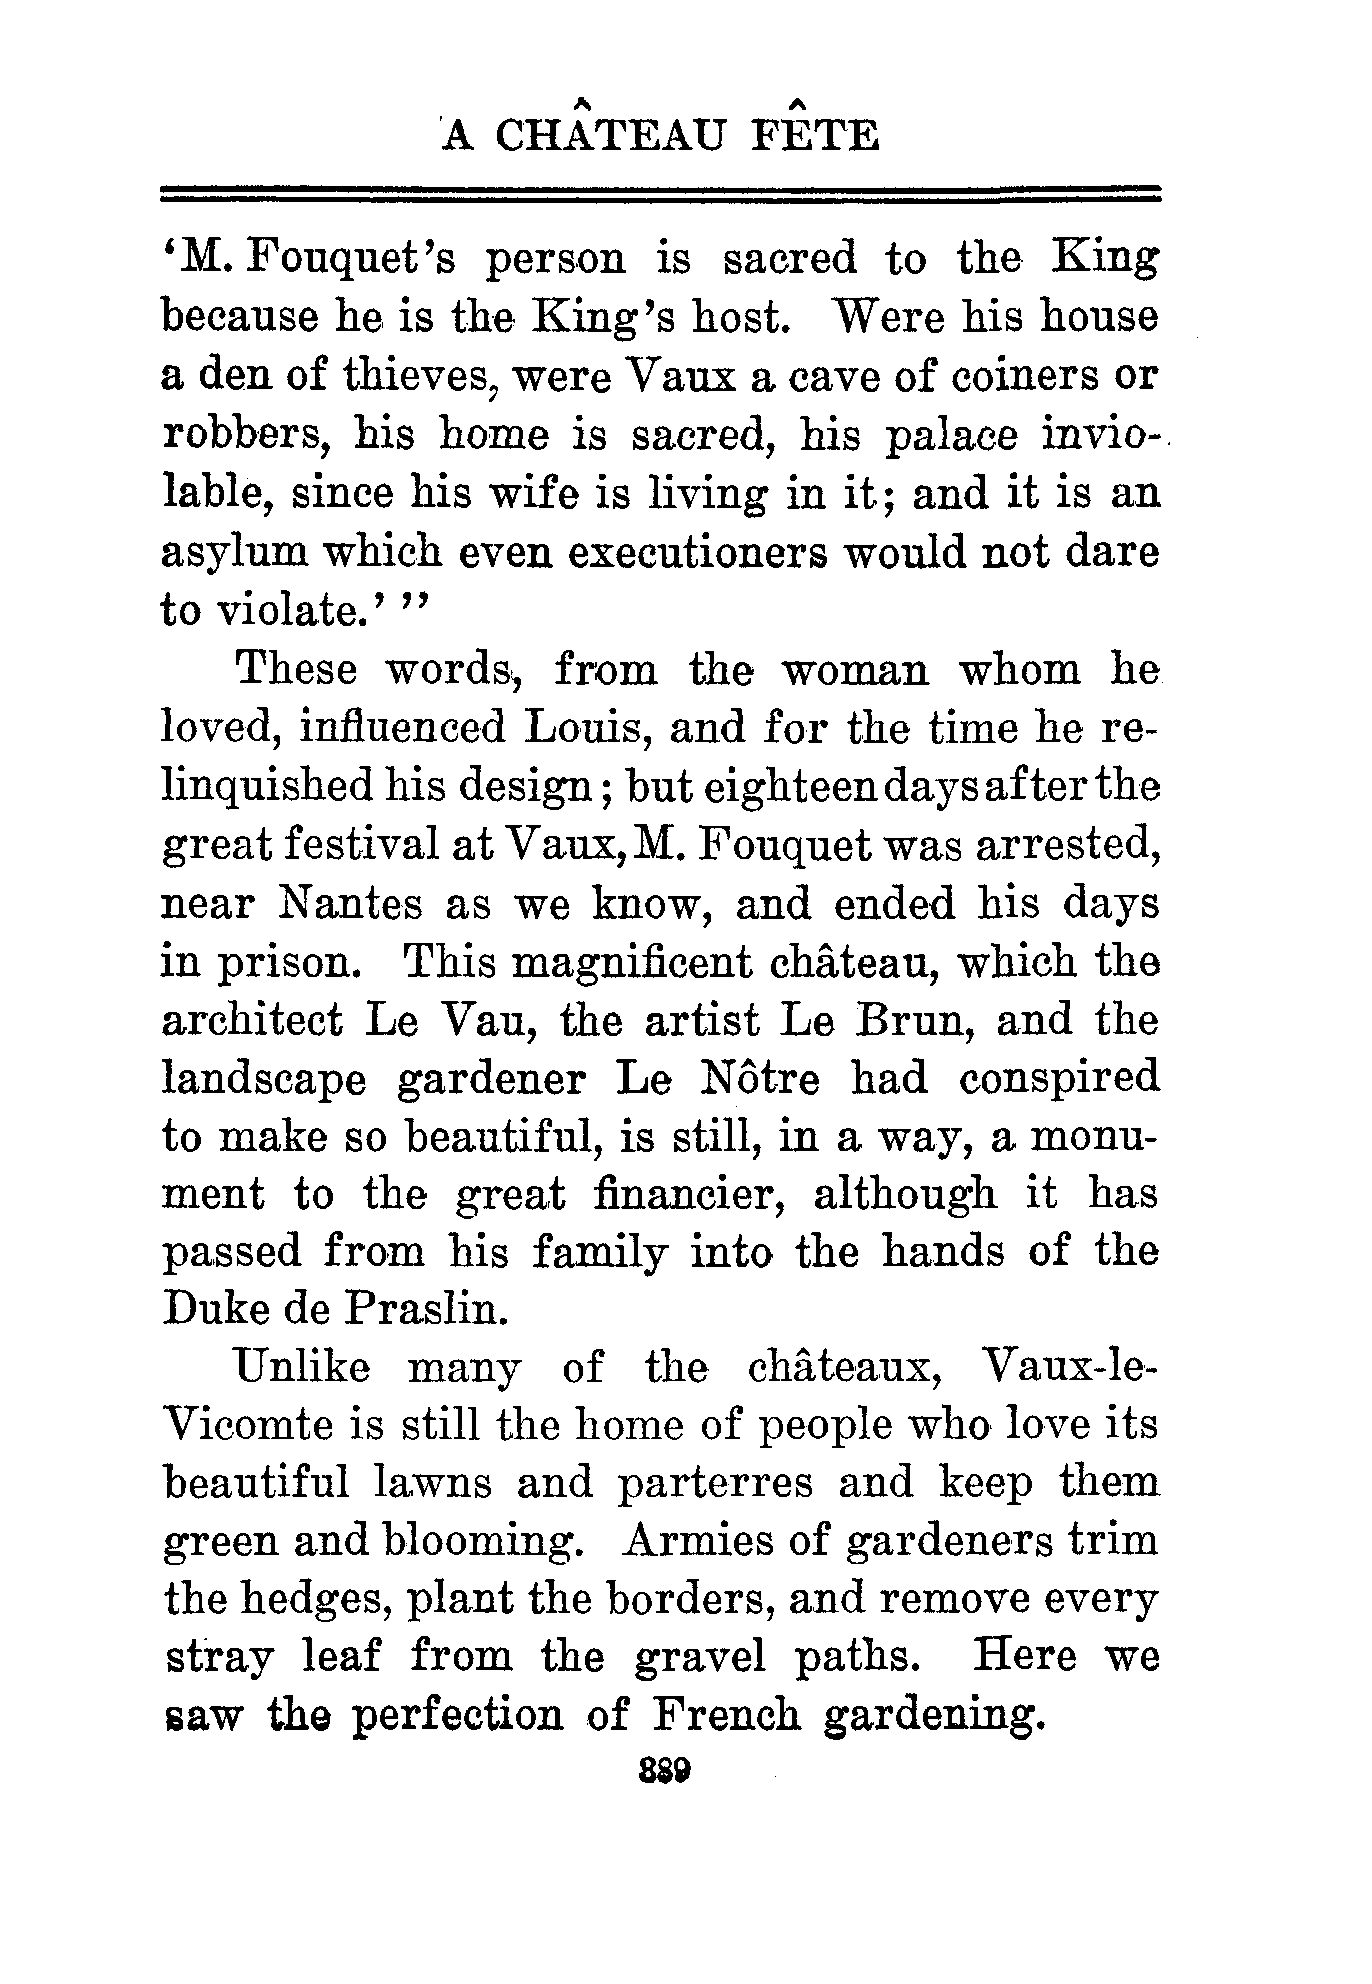 A CHÂTEAU FÊTE
‘M. Fouquet’s person is sacred to the King
because he is the King’s host. Were his house
a den of thieves, were Vaux a cave of coiners or
robbers, his home is sacred, his palace invio-
lable, since his wife is living in it; and it is an
asylum which even executioners would not dare
to violate.’ ”
These words, from the woman whom he
loved, influenced Louis, and for the time he re-
linquished his design; but eighteen days after the
great festival at Vaux, M. Fouquet was arrested,
near Nantes as we know, and ended his days
in prison. This magnificent château, which the
architect Le Vau, the artist Le Brun, and the
landscape gardener Le Nôtre had conspired
to make so beautiful, is still, in a way, a monu-
ment to the great financier, although it has
passed from his family into the hands of the
Duke de Praslin.
Unlike many of the châteaux, Vaux-le-
Vicomte is still the home of people who love its
beautiful lawns and parterres and keep them
green and blooming. Armies of gardeners trim
the hedges, plant the borders, and remove every
stray leaf from the gravel paths. Here we
saw the perfection of French gardening.